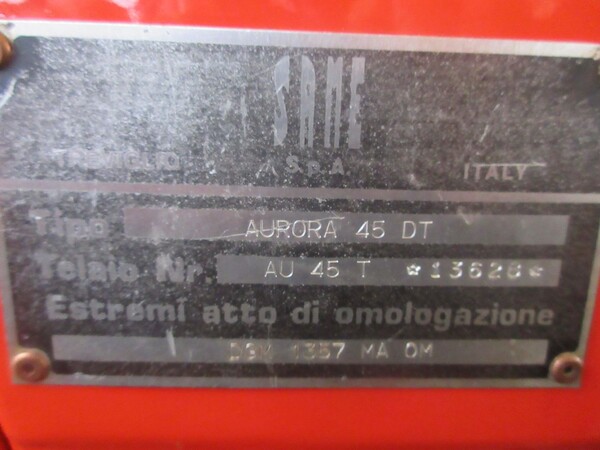 SAME
TREVIGLIO S.p.A. ITALY
Tipo AURORA 45 DT
Telaio Nr. AU 45 T *13628*
Estremi atto di omologazione
DGM 1357 MA OM